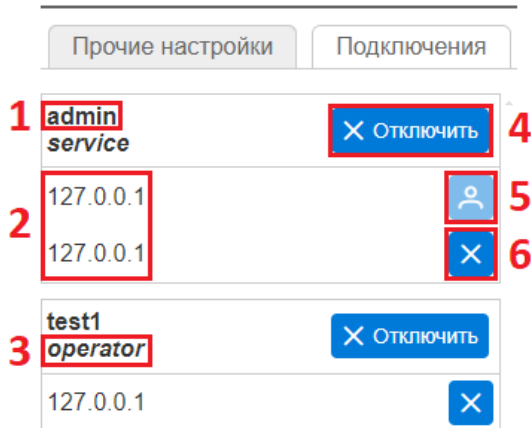 Прочие настройки Подключения
1 admin Отключить 4
service
2 127.0.0.1 5
127.0.0.1 6
test1 Отключить
3 operator
127.0.0.1